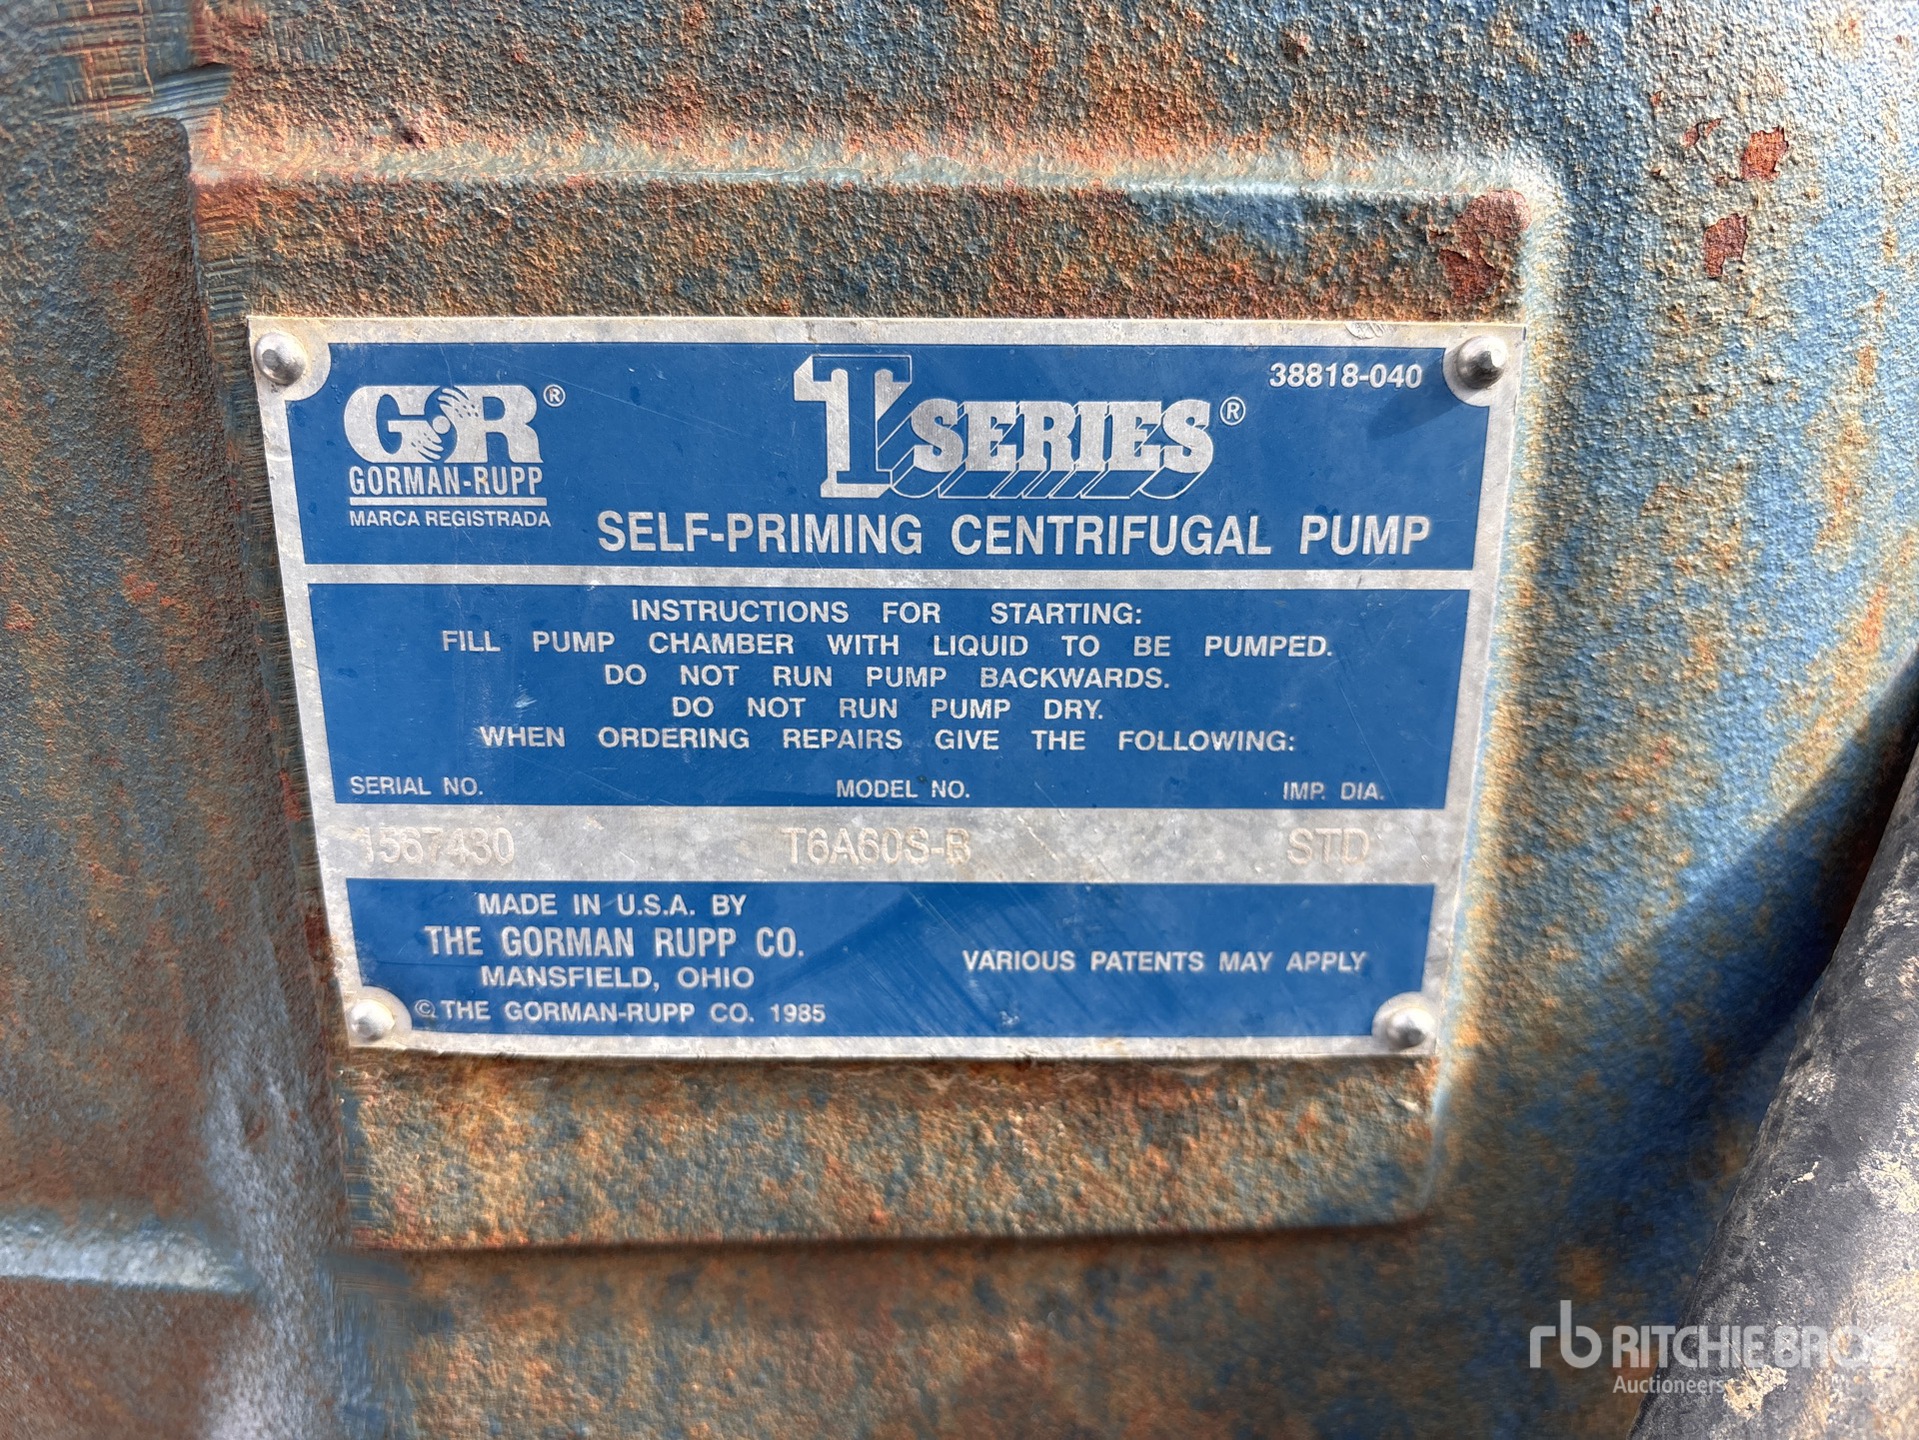 38818-040
GR®
GORMAN-RUPP
MARCA REGISTRADA
T SERIES®
SELF-PRIMING CENTRIFUGAL PUMP
INSTRUCTIONS FOR STARTING:
FILL PUMP CHAMBER WITH LIQUID TO BE PUMPED.
DO NOT RUN PUMP BACKWARDS.
DO NOT RUN PUMP DRY.
WHEN ORDERING REPAIRS GIVE THE FOLLOWING:
SERIAL NO. MODEL NO. IMP. DIA.
1567430 T6A60S-B STD
MADE IN U.S.A. BY
THE GORMAN RUPP CO.
MANSFIELD, OHIO
VARIOUS PATENTS MAY APPLY
© THE GORMAN-RUPP CO. 1985
rb RITCHIE BROS
Auctioneers